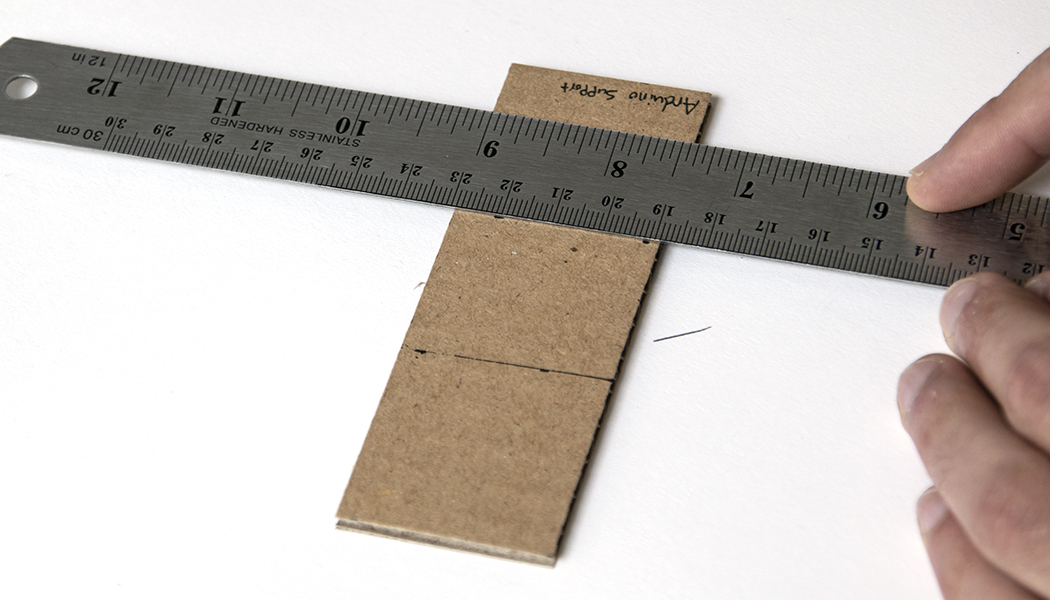 Arduino Support
12 in
12 11 10 9 8 7 6 5
STAINLESS HARDENED
30 cm
30 29 28 27 26 25 24 23 22 21 20 19 18 17 16 15 14 13 12